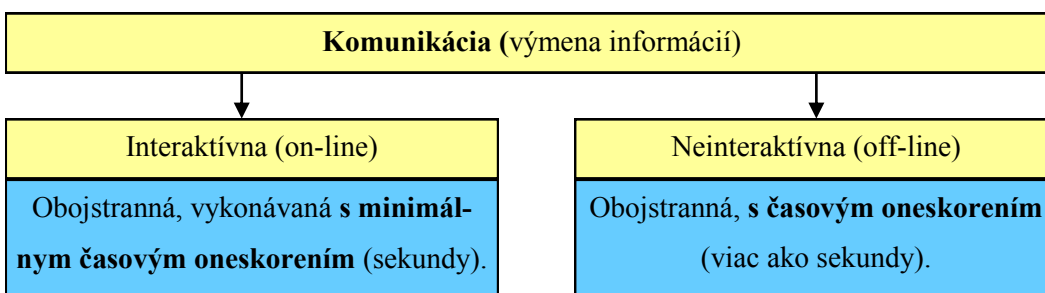 Komunikácia (výmena informácií)
Interaktívna (on-line)
Obojstranná, vykonávaná s minimál-
nym časovým oneskorením (sekundy).
Neinteraktívna (off-line)
Obojstranná, s časovým oneskorením
(viac ako sekundy).